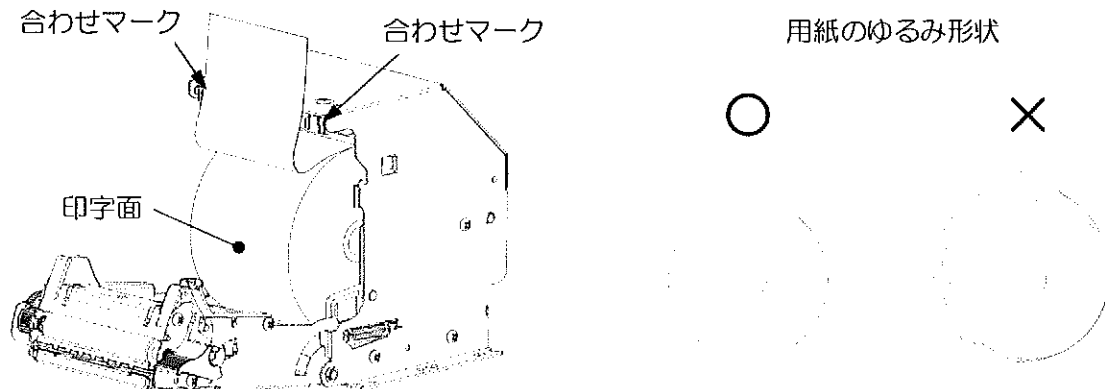 合わせマーク
合わせマーク
印字面
用紙のゆるみ形状
○
×